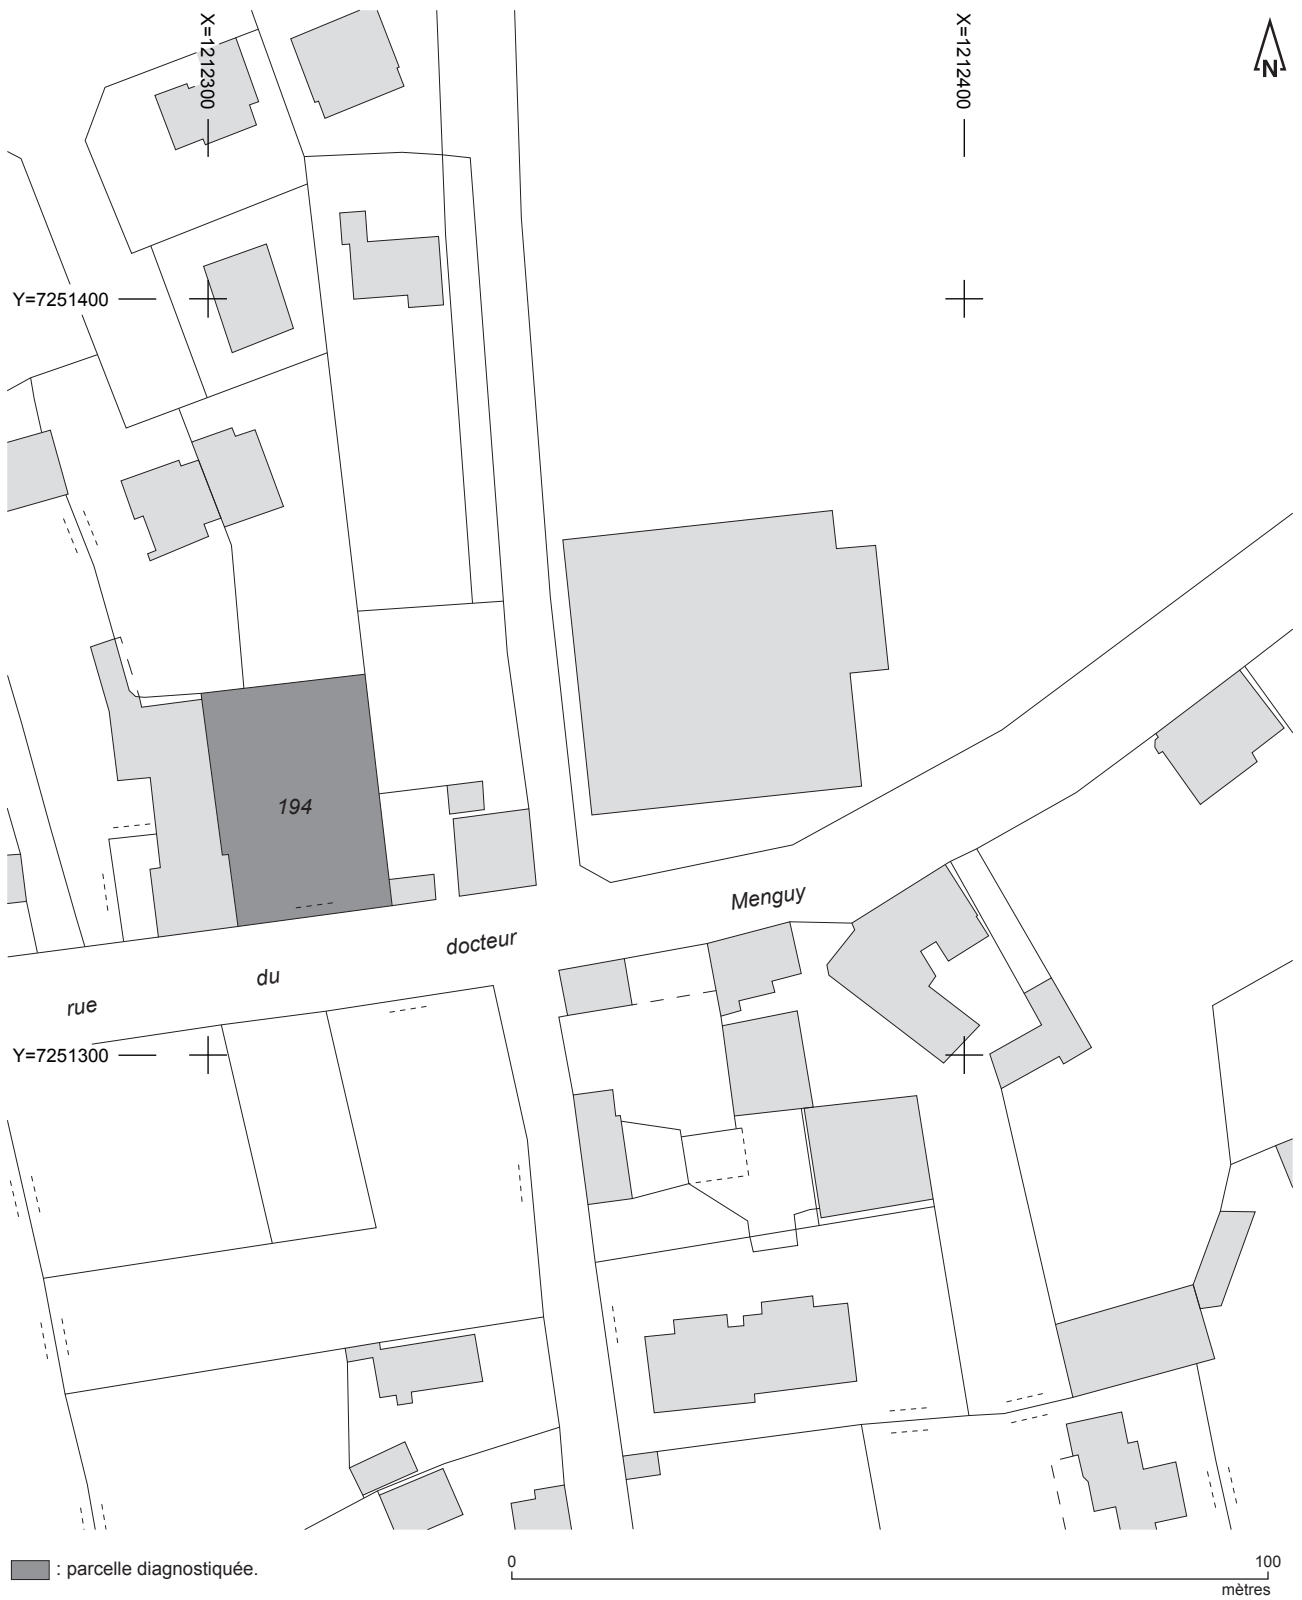 X=1212300
X=1212400
N
Y=7251400
194
Menguy
docteur
du
rue
Y=7251300
: parcelle diagnostiquée.
0
100
mètres